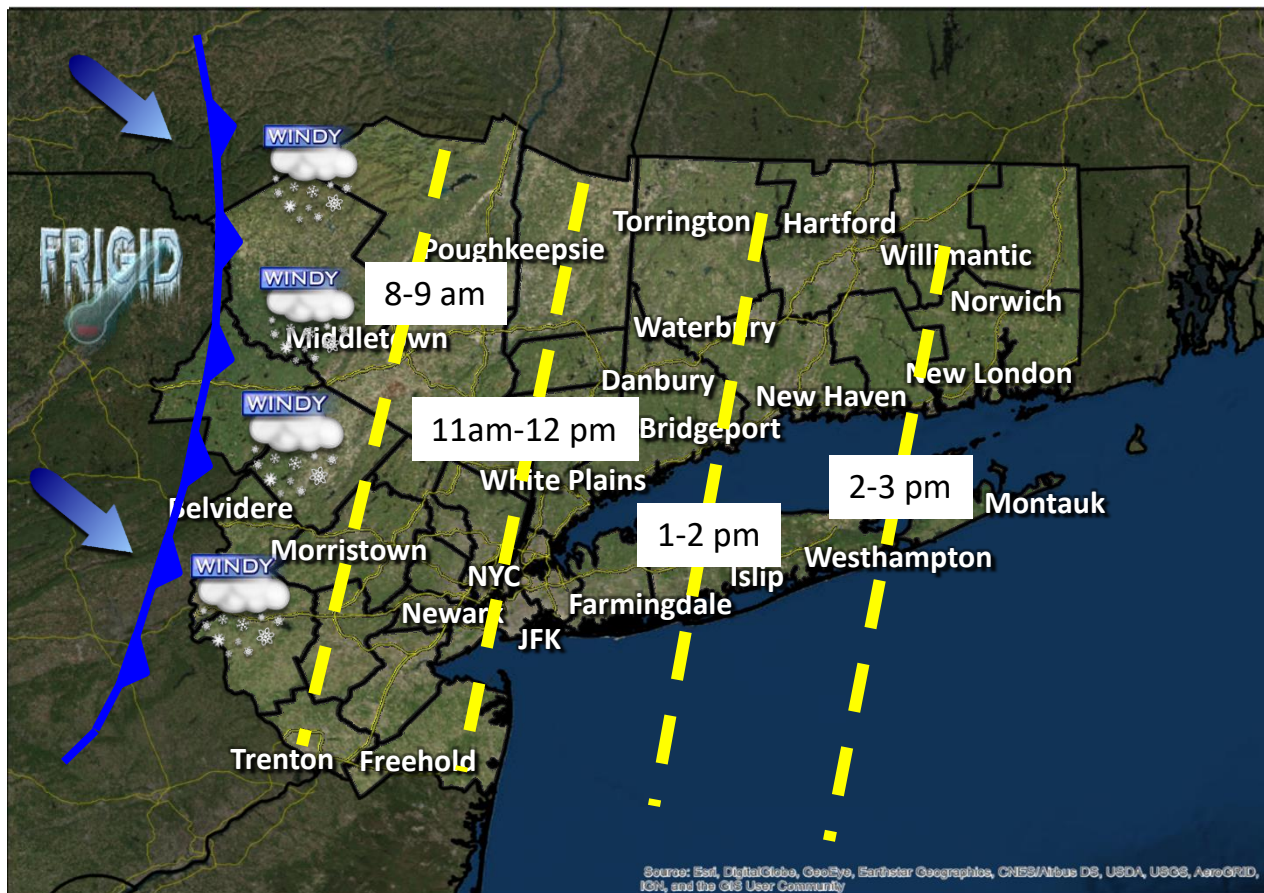 WINDY
Torrington
Hartford
FRIGID
Poughkeepsie
Willimantic
8-9 am
WINDY
Norwich
Middletown
Waterbury
Danbury
New London
New Haven
WINDY
11am-12 pm
Bridgeport
White Plains
2-3 pm
Belvidere
Montauk
1-2 pm
Morristown
Westhampton
WINDY
NYC
Islip
Newark
Farmingdale
JFK
Trenton
Freehold
Source: Esri, DigitalGlobe, GeoEye, Earthstar Geographics, CNES/Airbus DS, USDA, USGS, AeroGRID,
IGN, and the GIS User Community